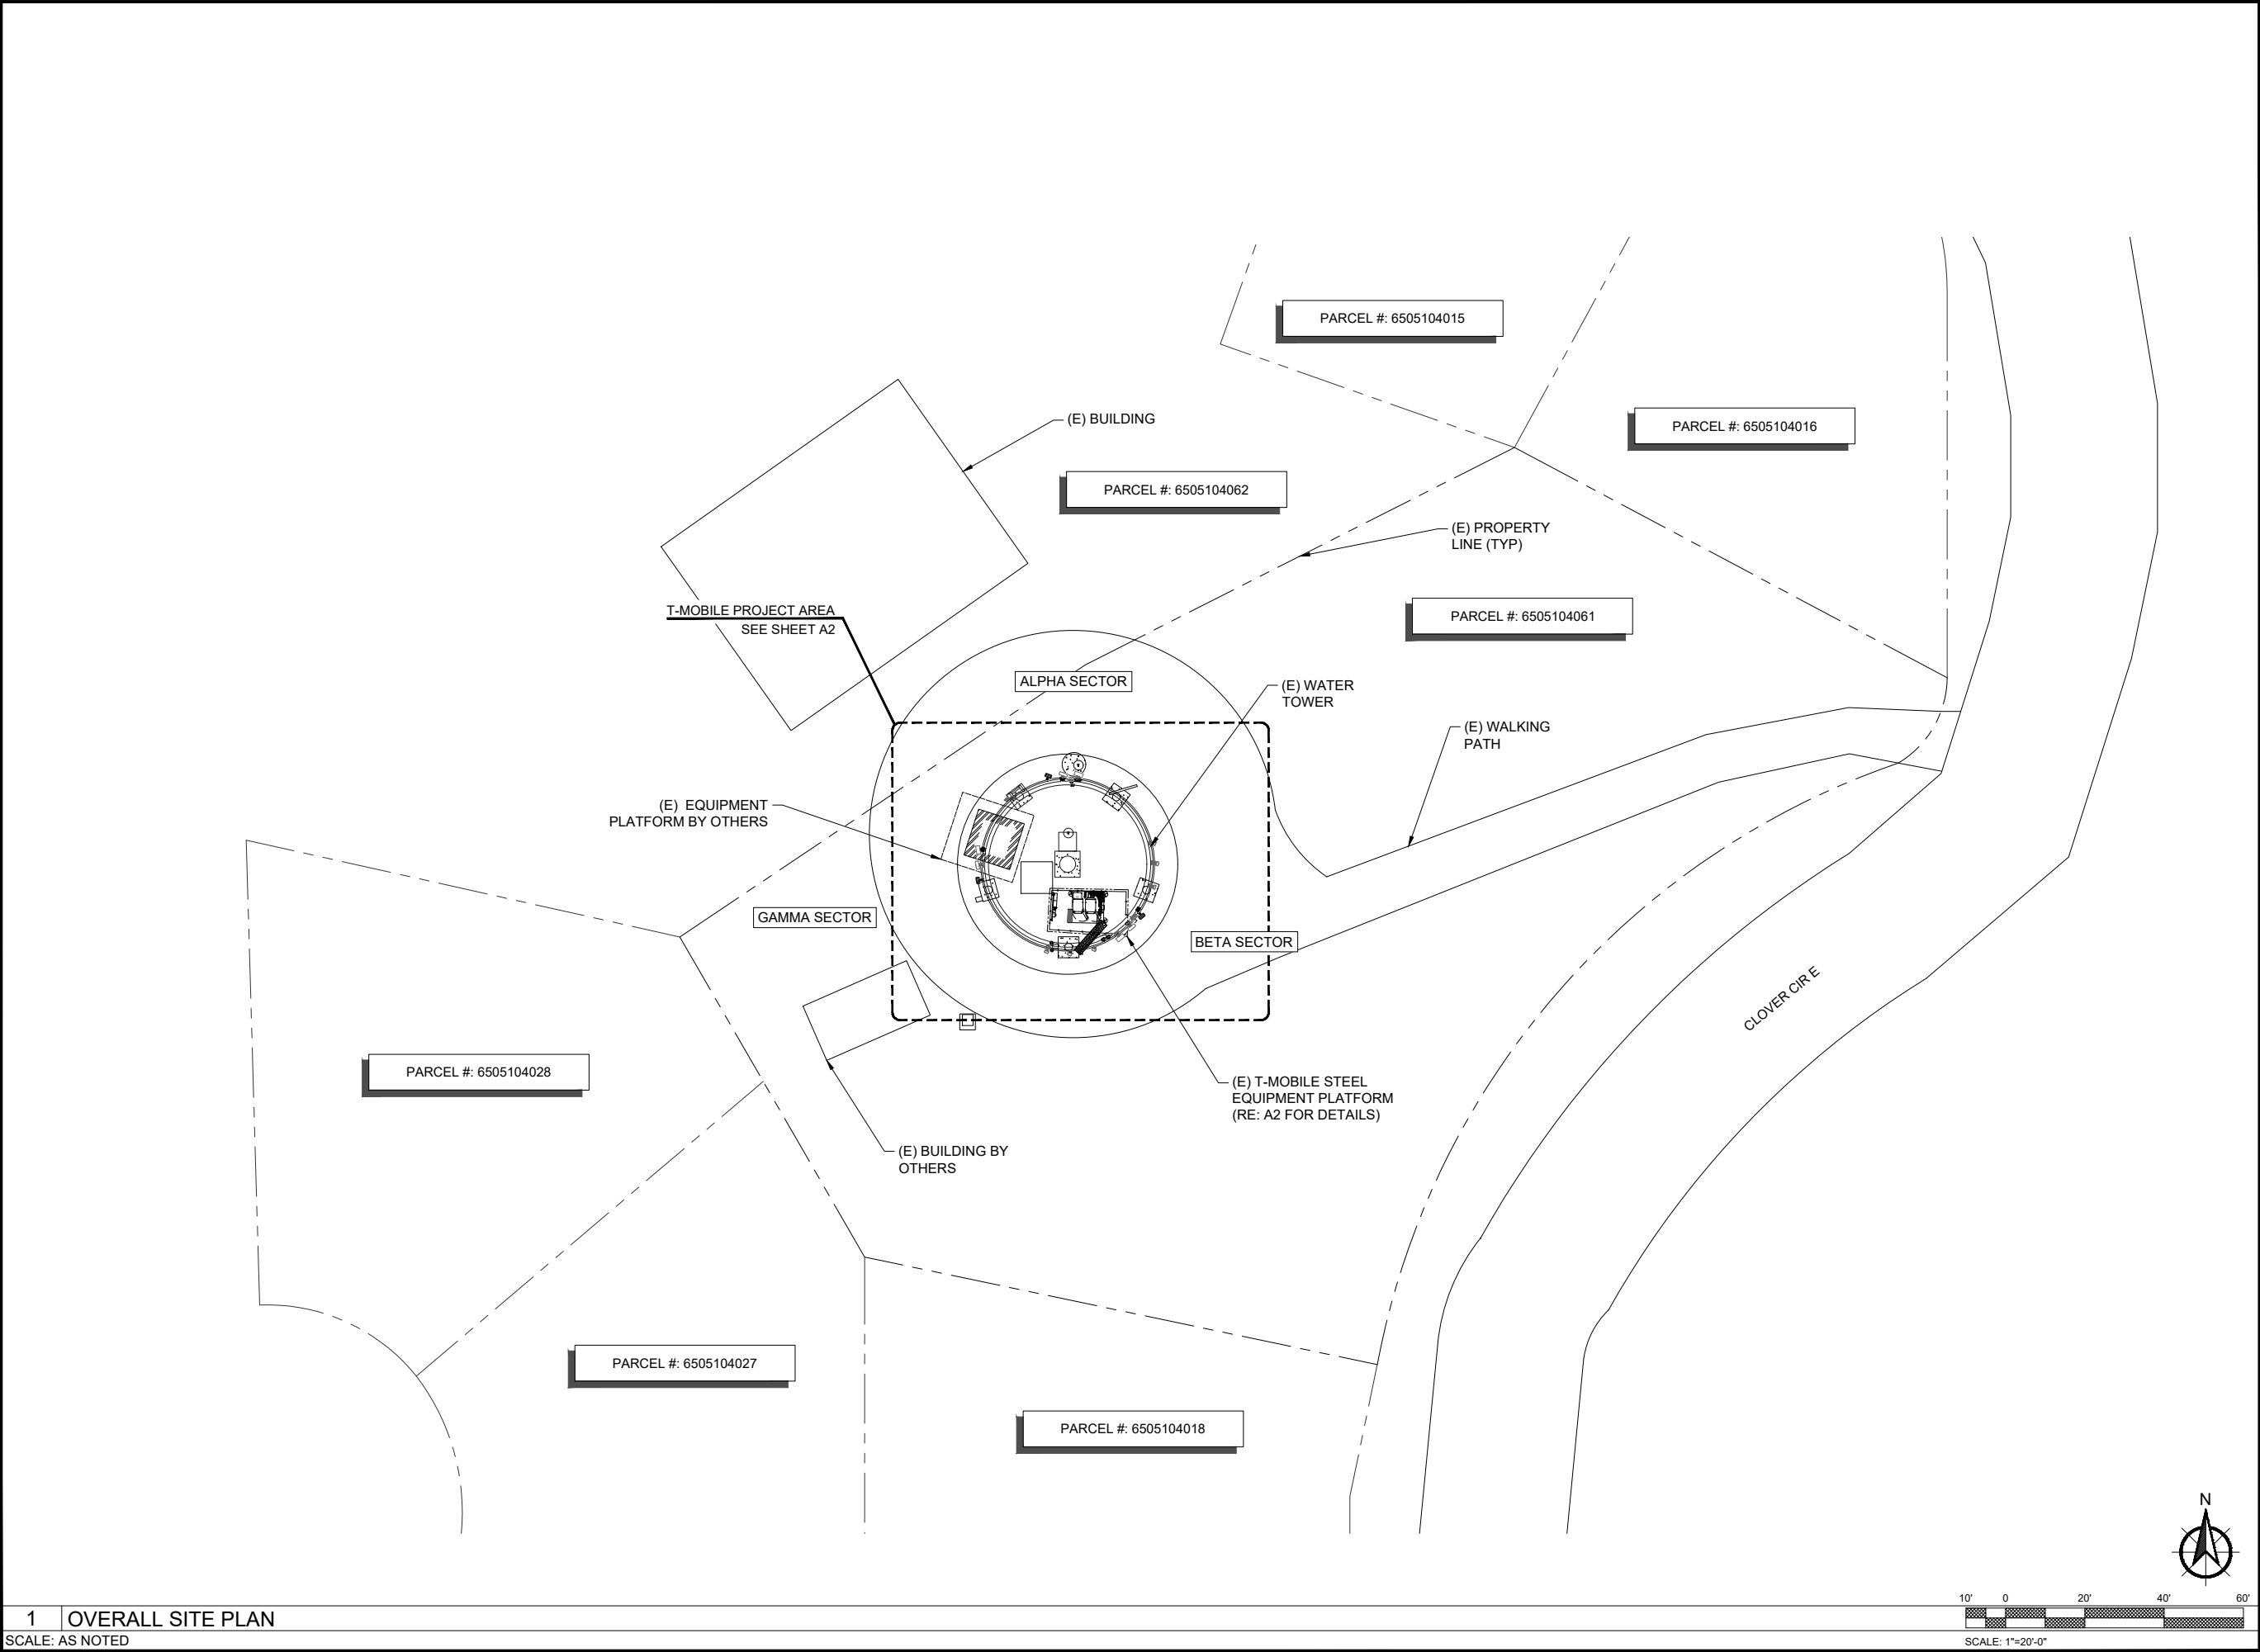 PARCEL #: 6505104015
(E) BUILDING
PARCEL #: 6505104016
PARCEL #: 6505104062
(E) PROPERTY
LINE (TYP)
T-MOBILE PROJECT AREA
SEE SHEET A2
PARCEL #: 6505104061
ALPHA SECTOR
(E) WATER
TOWER
(E) WALKING
PATH
(E) EQUIPMENT
PLATFORM BY OTHERS
GAMMA SECTOR
BETA SECTOR
CLOVER CIR E
PARCEL #: 6505104028
(E) T-MOBILE STEEL
EQUIPMENT PLATFORM
(RE: A2 FOR DETAILS)
(E) BUILDING BY
OTHERS
PARCEL #: 6505104027
PARCEL #: 6505104018
N
1 OVERALL SITE PLAN
SCALE: AS NOTED
10' 0 20' 40' 60'
SCALE: 1"=20'-0"